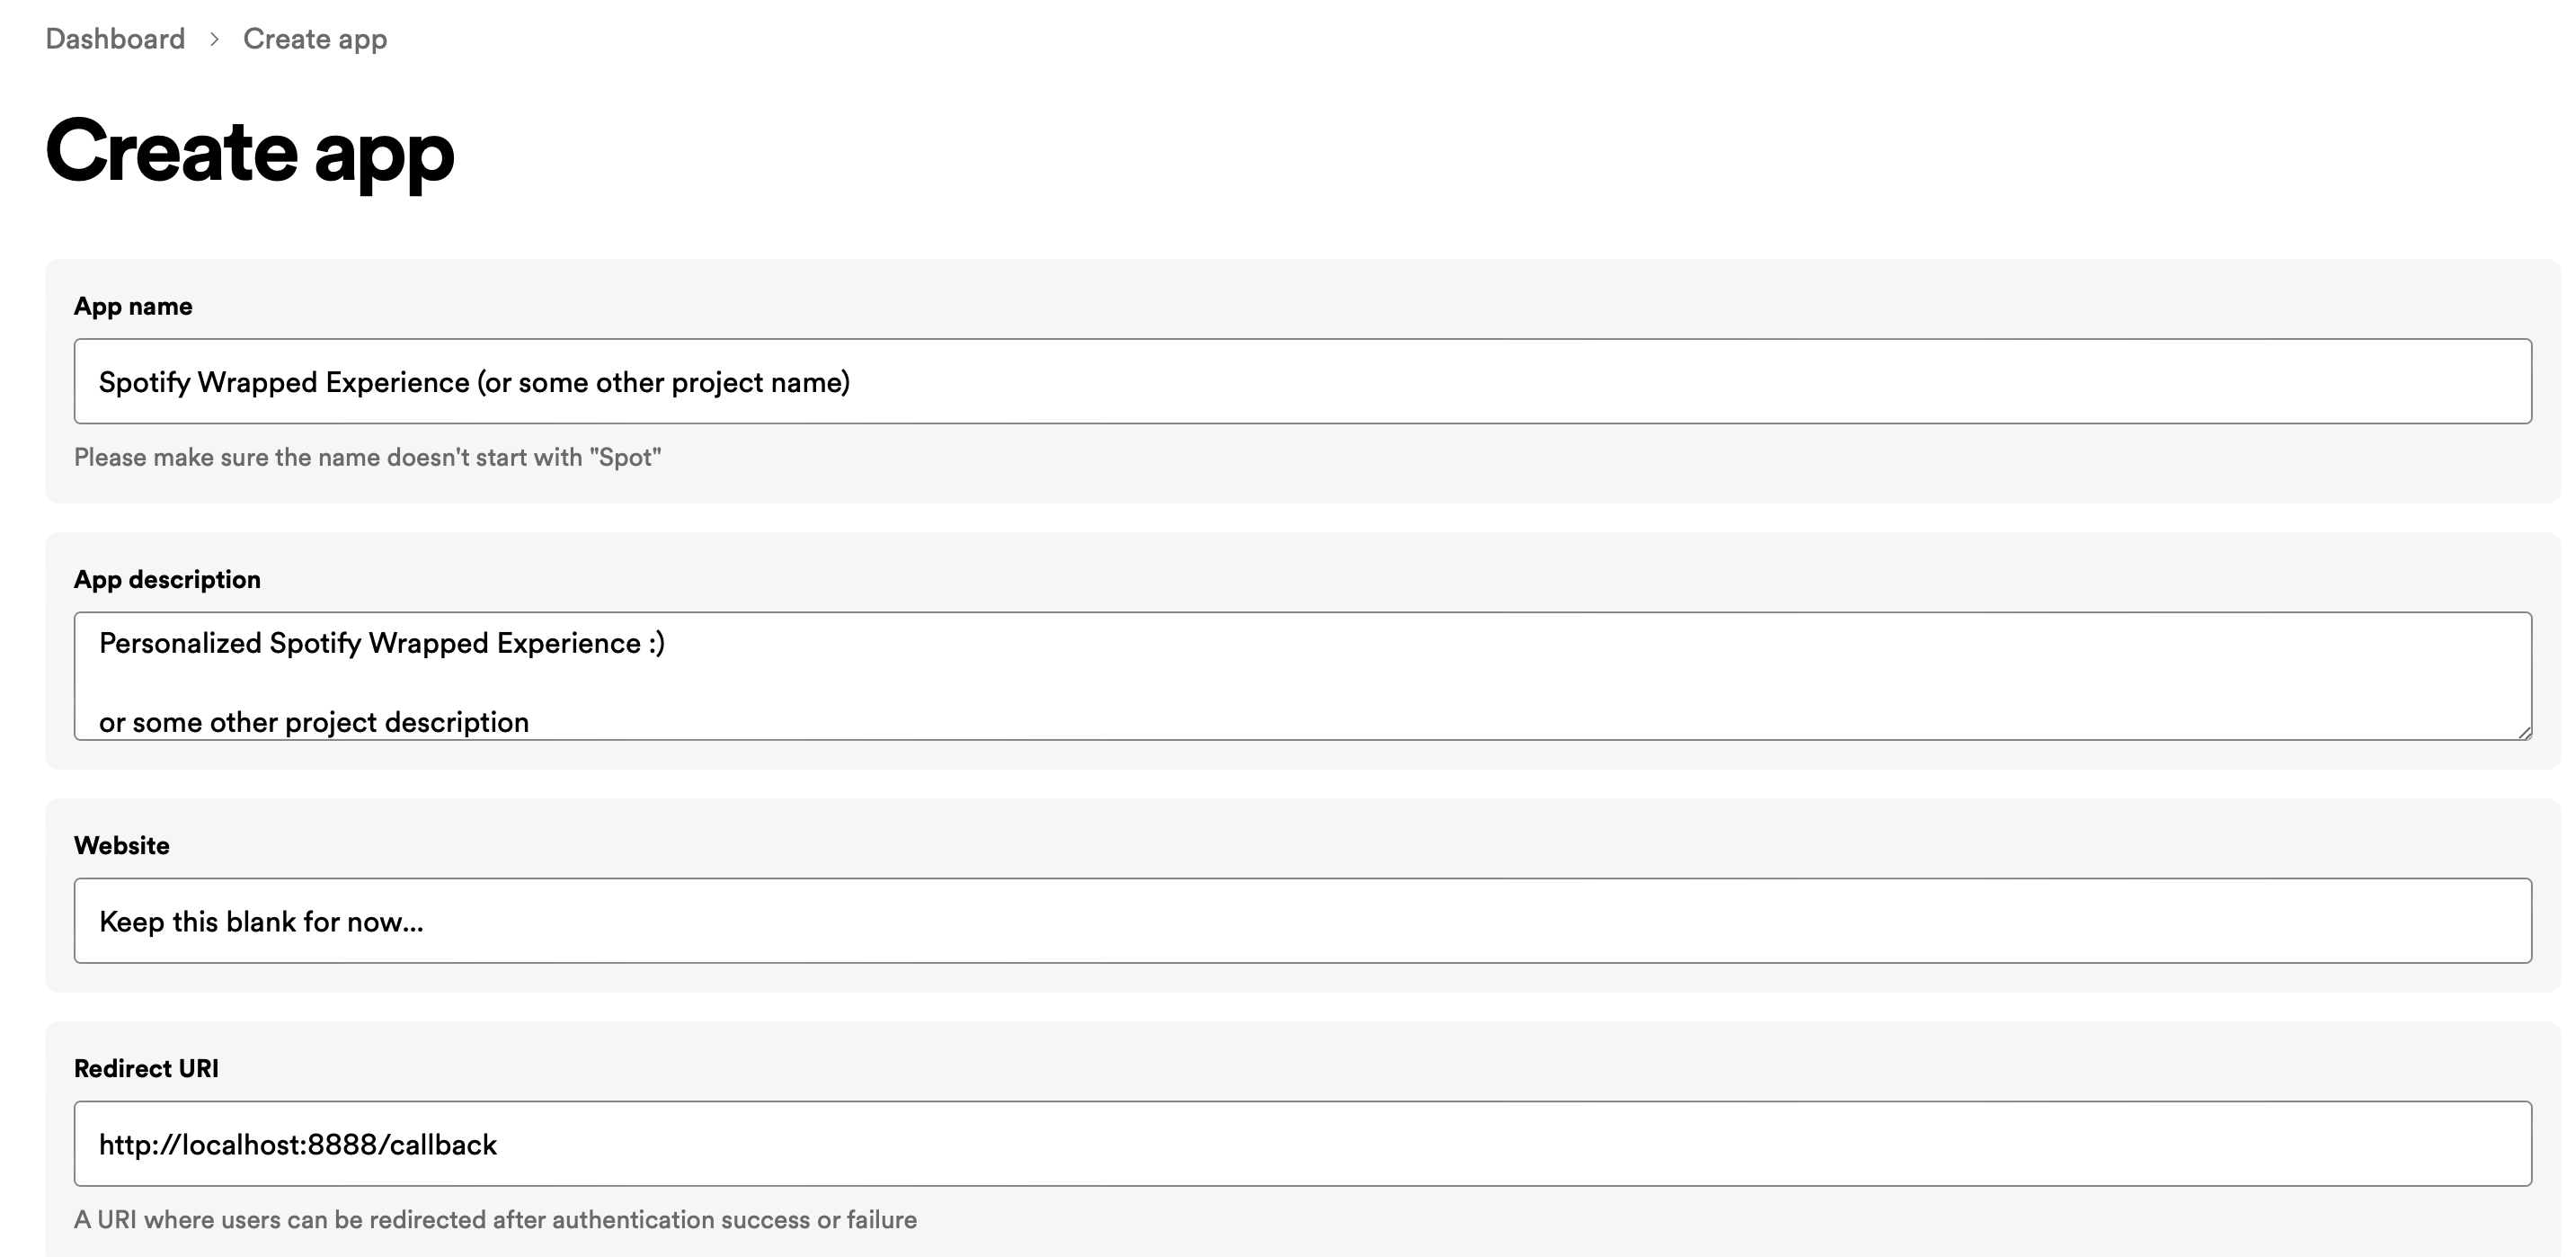 Dashboard > Create app
Create app
App name
Spotify Wrapped Experience (or some other project name)
Please make sure the name doesn't start with "Spot"
App description
Personalized Spotify Wrapped Experience :)
or some other project description
Website
Keep this blank for now...
Redirect URI
http://localhost:8888/callback
A URI where users can be redirected after authentication success or failure